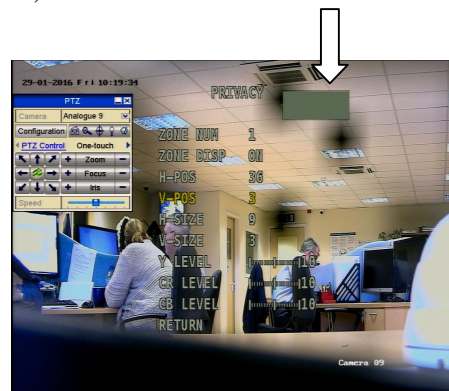 29-01-2016 Fri 10:19:34
PTZ
Camera Analogue 9
Configuration
PTZ Control One-touch
+ Zoom -
+ Focus -
+ Iris -
Speed
PRIVACY
ZONE NUM 1
ZONE DISP ON
H-POS 36
V-POS 3
H-SIZE 9
V-SIZE 3
Y LEVEL 10
CR LEVEL 10
CB LEVEL 10
RETURN
Camera 09